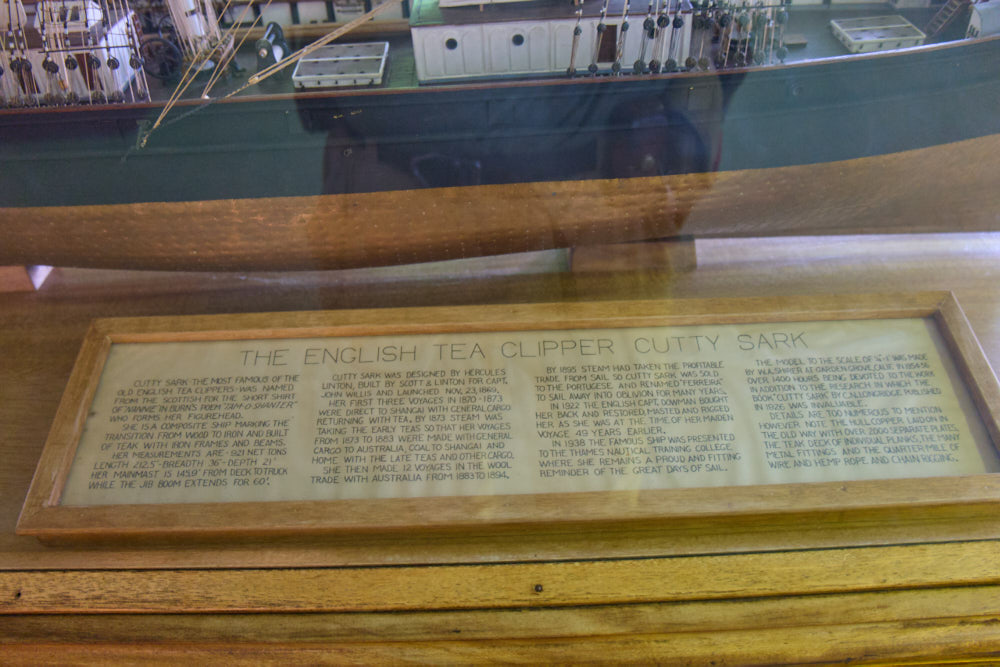 THE ENGLISH TEA CLIPPER CUTTY SARK
CUTTY SARK THE MOST FAMOUS OF THE
OLD ENGLISH TEA CLIPPERS WAS NAMED
FROM THE SCOTTISH FOR THE SHORT SHIRT
OF "NANNIE" IN BURN'S POEM "TAM-O-SHANTER"
WHO FORMS HER FIGUREHEAD.
SHE IS A COMPOSITE SHIP MARKING THE
TRANSITION FROM WOOD TO IRON AND BUILT
OF TEAK WITH IRON FRAMES AND BEAMS.
HER MEASUREMENTS ARE - 921 NET TONS
LENGTH 212.5" BREADTH 36" - DEPTH 21'
HER MAINMAST IS 145.9' FROM DECK TO TRUCK
WHILE THE JIB BOOM EXTENDS FOR 60'.
CUTTY SARK WAS DESIGNED BY HERCULES
LINTON, BUILT BY SCOTT & LINTON FOR CAPT.
JOHN WILLIS AND LAUNCHED NOV. 23, 1869.
HER FIRST THREE VOYAGES IN 1870 - 1873
WERE DIRECT TO SHANGAI WITH GENERAL CARGO
RETURNING WITH TEA. BY 1873 STEAM WAS
TAKING THE EARLY TEAS SO THAT HER VOYAGES
FROM 1873 TO 1883 WERE MADE WITH GENERAL
CARGO TO AUSTRALIA, COAL TO SHANGAI AND
HOME WITH THE LATE TEAS AND OTHER CARGO.
SHE THEN MADE 12 VOYAGES IN THE WOOL
TRADE WITH AUSTRALIA FROM 1883 TO 1894.
BY 1895 STEAM HAD TAKEN THE PROFITABLE
TRADE FROM SAIL SO CUTTY SARK WAS SOLD
TO THE PORTUGESE AND RENAMED "FERREIRA"
TO SAIL AWAY INTO OBLIVION FOR MANY YEARS.
IN 1922 THE ENGLISH CAPT. DOWMAN BOUGHT
HER BACK AND RESTORED, MASTED AND RIGGED
HER AS SHE WAS AT THE TIME OF HER MAIDEN
VOYAGE 49 YEARS EARLIER.
IN 1938 THE FAMOUS SHIP WAS PRESENTED
TO THE THAMES NAUTICAL TRAINING COLLEGE
WHERE SHE REMAINS A PROUD AND FITTING
REMINDER OF THE GREAT DAYS OF SAIL.
THE MODEL TO THE SCALE OF WAS MADE
BY W.A. SHARER AT GARDEN GROVE, CALIF. IN
OVER 1400 HOURS BEING DEVOTED TO THE WORK
IN ADDITION TO THE RESEARCH IN WHICH THE
BOOK "CUTTY SARK" BY C.N. LONGRIDGE PUBLISHED
IN 1926 WAS INVALUABLE.
DETAILS ARE TOO NUMEROUS TO MENTION
HOWEVER NOTE THE HULL COPPER, LAID ON IN
THE OLD WAY WITH OVER 2000 SEPARATE PLATES
THE TEAK DECK OF INDIVIDUAL PLANKS, THE MANY
METAL FITTINGS AND THE QUARTER MILE OF
WIRE AND HEMP ROPE AND CHAIN RIGGING.